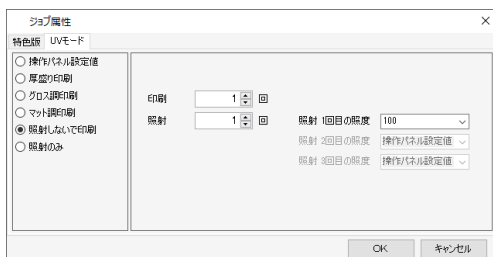 ジョブ属性
特色版 UVモード
操作パネル設定値
厚盛り印刷
グロス調印刷
マット調印刷
照射しないで印刷
照射のみ
印刷 1 回
照射 1 回 照射 1回目の照度 100
照射 2回目の照度 操作パネル設定値
照射 3回目の照度 操作パネル設定値
OK キャンセル